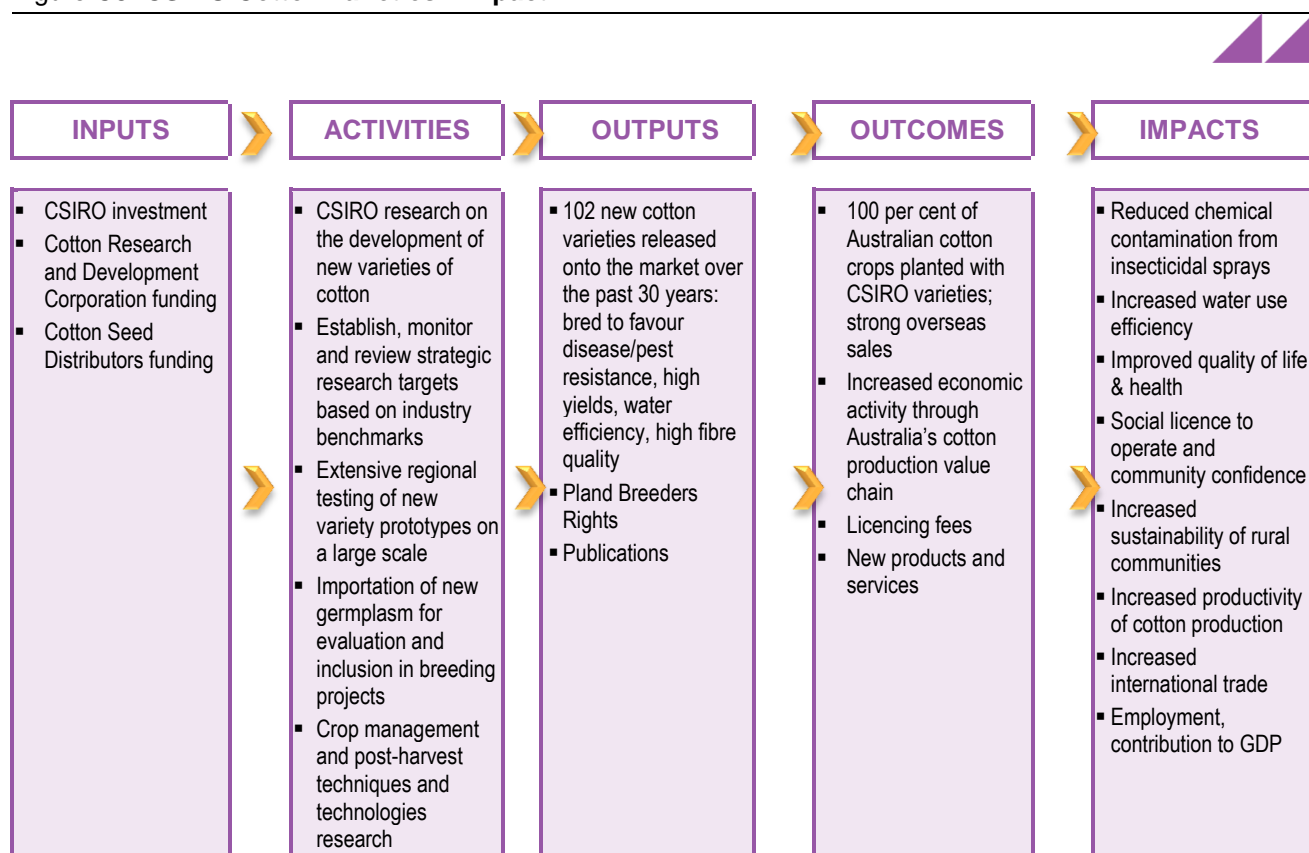 INPUTS
ACTIVITIES
OUTPUTS
OUTCOMES
IMPACTS
▪ CSIRO investment
▪ Cotton Research
and Development
Corporation funding
▪ Cotton Seed
Distributors funding
▪ CSIRO research on
the development of
new varieties of
cotton
▪ Establish, monitor
and review strategic
research targets
based on industry
benchmarks
▪ Extensive regional
testing of new
variety prototypes on
a large scale
▪ Importation of new
germplasm for
evaluation and
inclusion in breeding
projects
▪ Crop management
and post-harvest
techniques and
technologies
research
▪ 102 new cotton
varieties released
onto the market over
the past 30 years:
bred to favour
disease/pest
resistance, high
yields, water
efficiency, high fibre
quality
▪ Pland Breeders
Rights
▪ Publications
▪ 100 per cent of
Australian cotton
crops planted with
CSIRO varieties;
strong overseas
sales
▪ Increased economic
activity through
Australia's cotton
production value
chain
▪ Licencing fees
▪ New products and
services
▪ Reduced chemical
contamination from
insecticidal sprays
▪ Increased water use
efficiency
▪ Improved quality of life
& health
▪ Social licence to
operate and
community confidence
▪ Increased
sustainability of rural
communities
▪ Increased productivity
of cotton production
▪ Increased
international trade
▪ Employment,
contribution to GDP